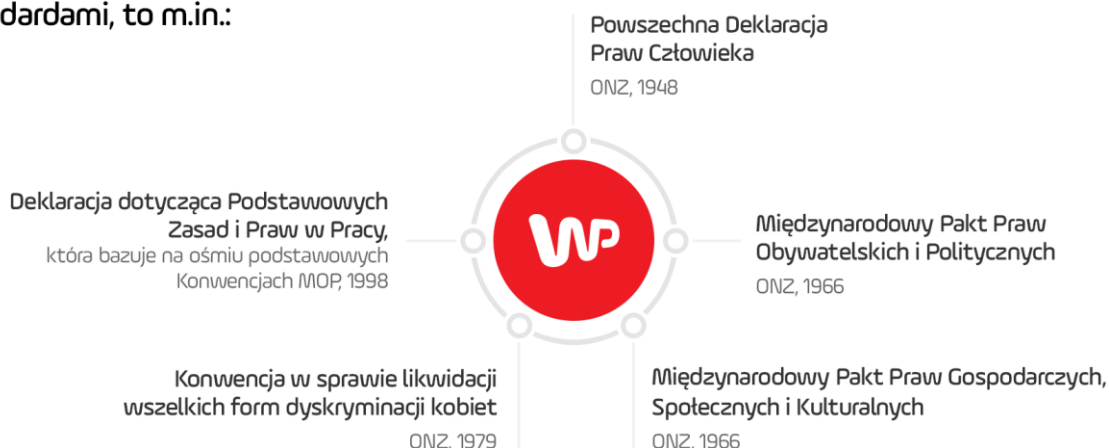 dardami, to m.in.:
Powszechna Deklaracja
Praw Człowieka
ONZ, 1948
Deklaracja dotycząca Podstawowych
Zasad i Praw w Pracy,
która bazuje na ośmiu podstawowych
Konwencjach MOP, 1998
WP
Międzynarodowy Pakt Praw
Obywatelskich i Politycznych
ONZ, 1966
Konwencja w sprawie likwidacji
wszelkich form dyskryminacji kobiet
ONZ, 1979
Międzynarodowy Pakt Praw Gospodarczych,
Społecznych i Kulturalnych
ONZ, 1966